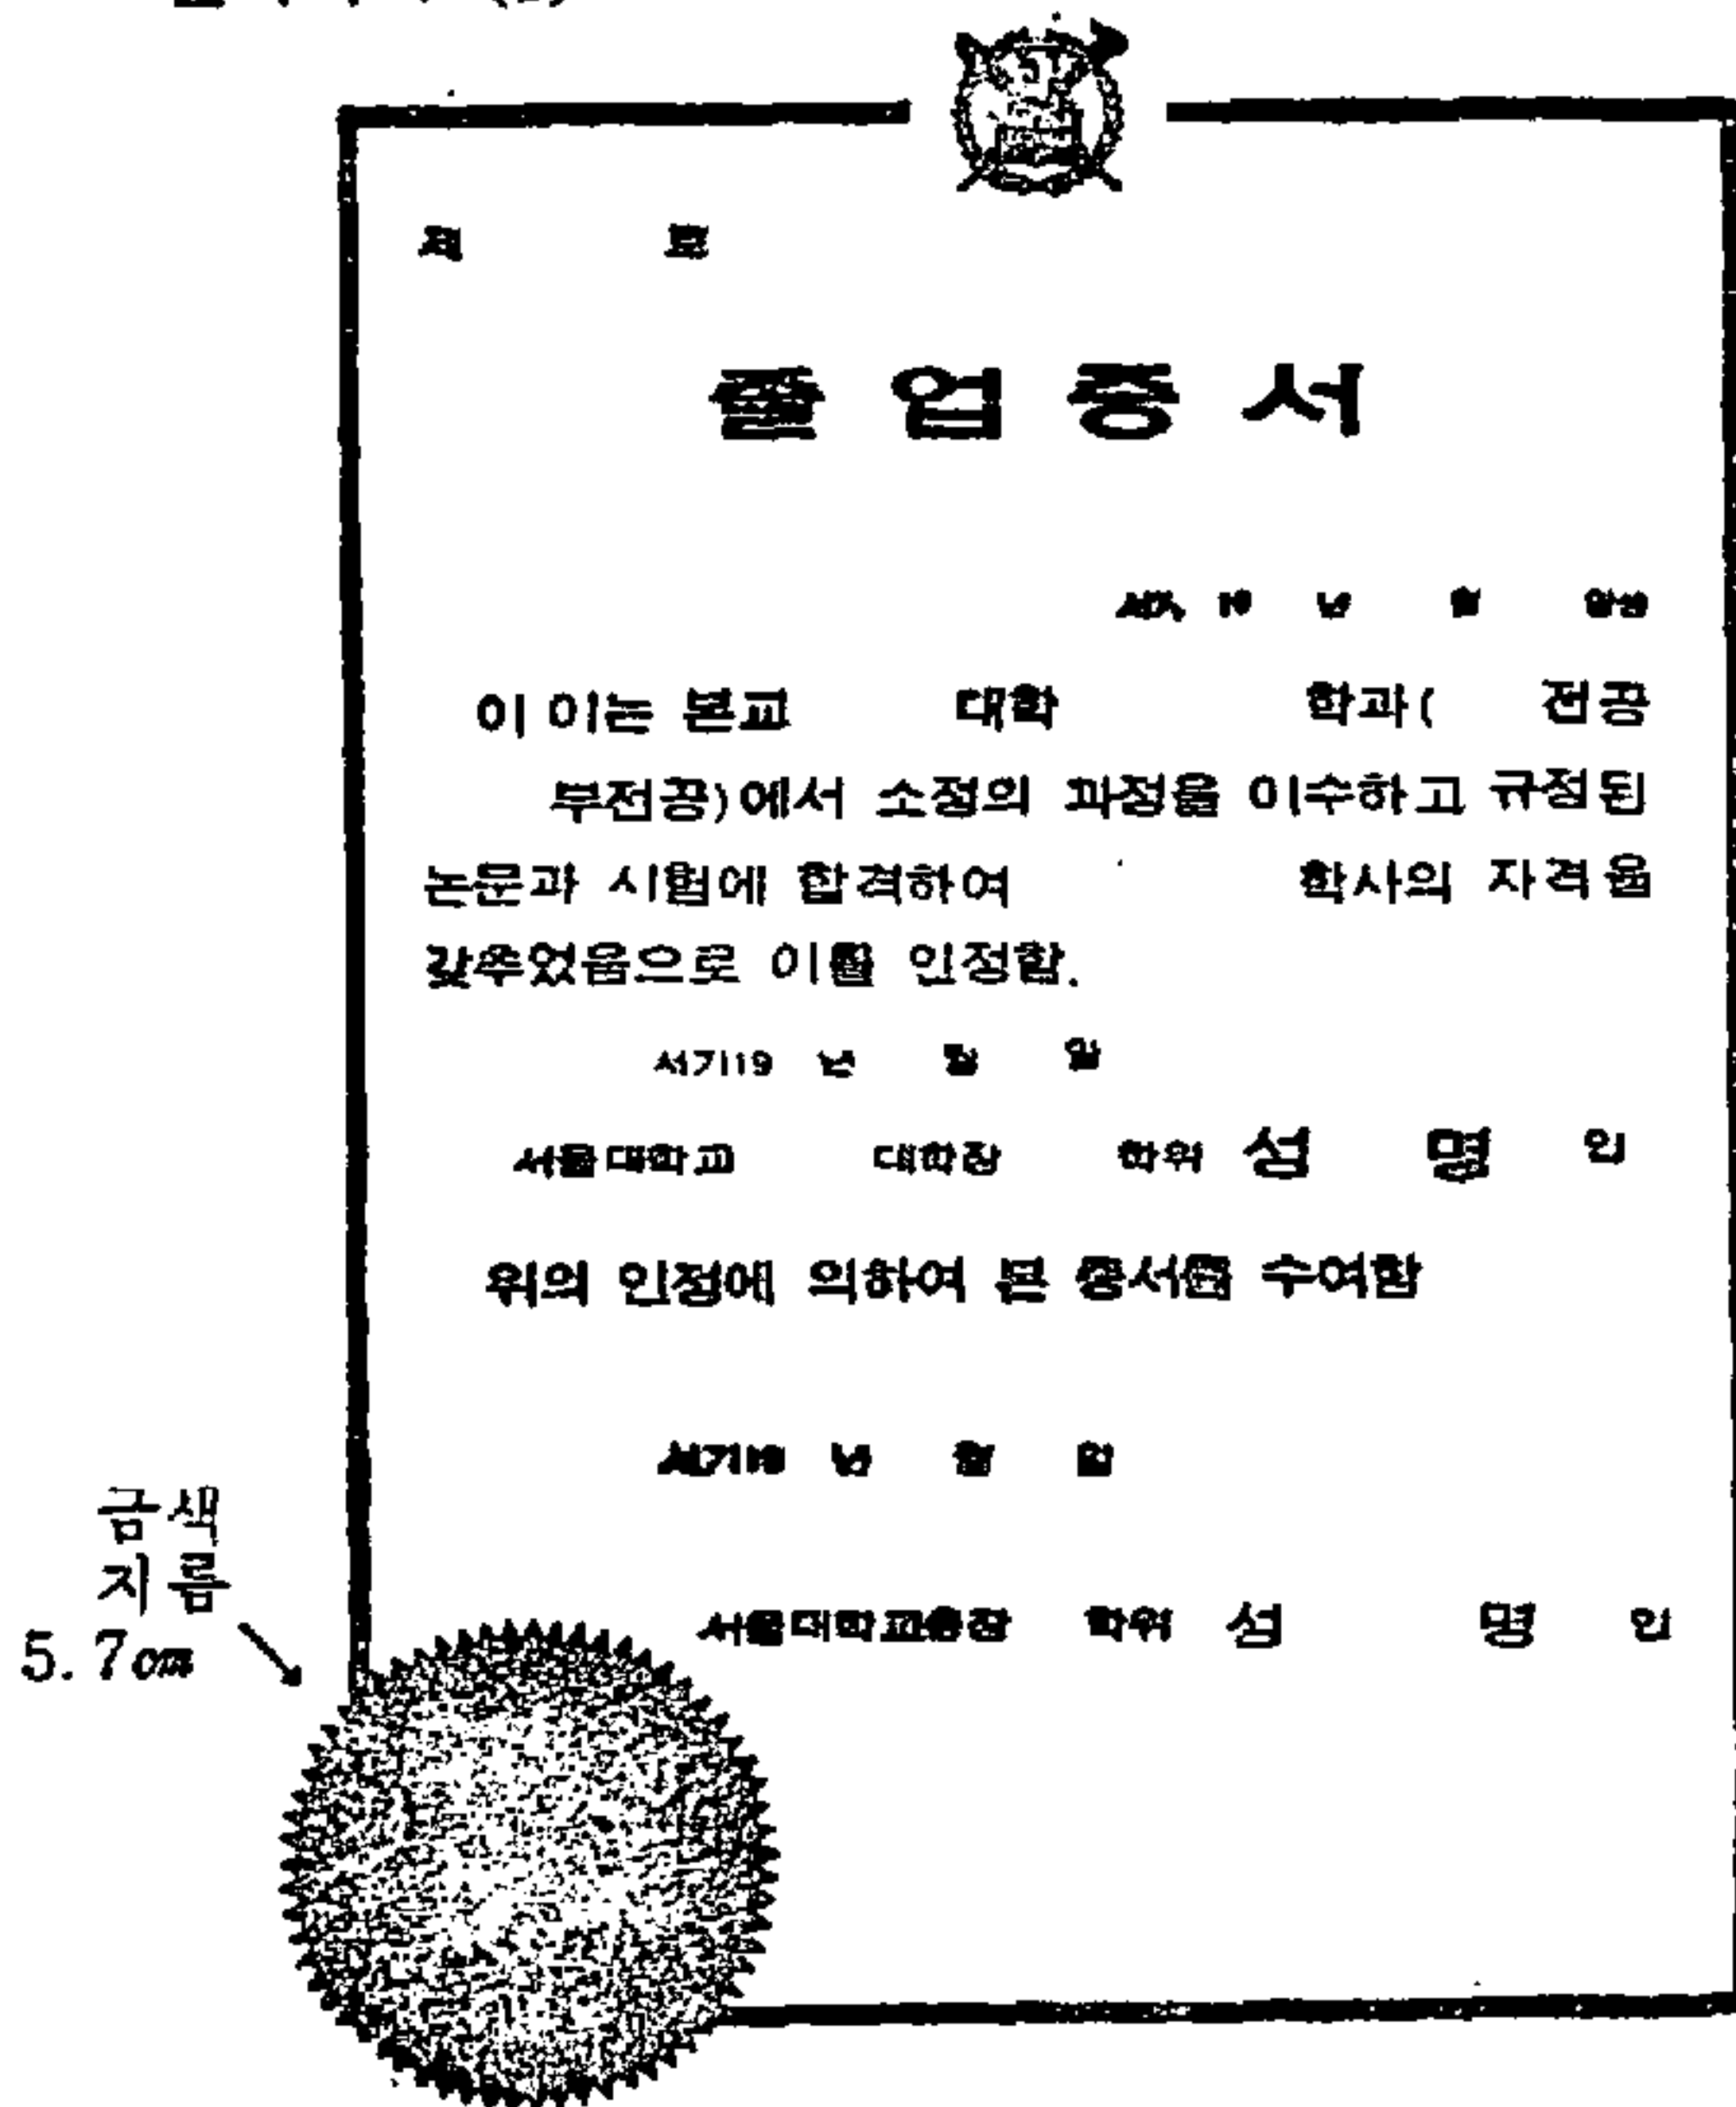 졸업증서
년 월 일생
이 아는 본교 대학 학과( 전공
부전공)에서 소정의 과정을 이수하고 규정된
논문과 시험에 합격하여 학사의 자격을
갖추었음으로 이를 인정함.
서기19 년 월 일
서울대학교 대학장 학위 성 명 인
위의 인정에 의하여 본 증서를 수여함
서기19 년 월 일
금색
지름
5.7㎝
서울대학교총장 학위 성 명 인